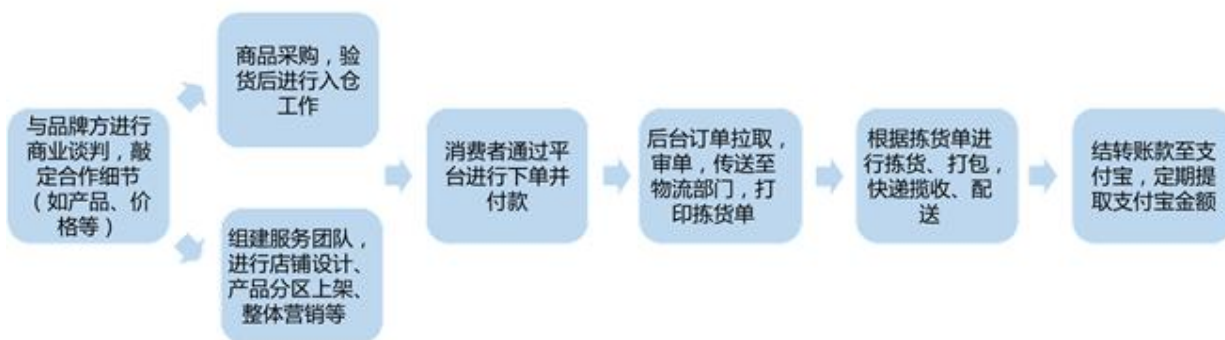 与品牌方进行
商业谈判，敲
定合作细节
（如产品、价
格等）
商品采购，验
货后进行入仓
工作
组建服务团队，
进行店铺设计、
产品分区上架、
整体营销等
消费者通过平
台进行下单并
付款
后台订单拉取，
审单，传送至
物流部门，打
印拣货单
根据拣货单进
行拣货、打包，
快递揽收、配
送
结转账款至支
付宝，定期提
取支付宝金额